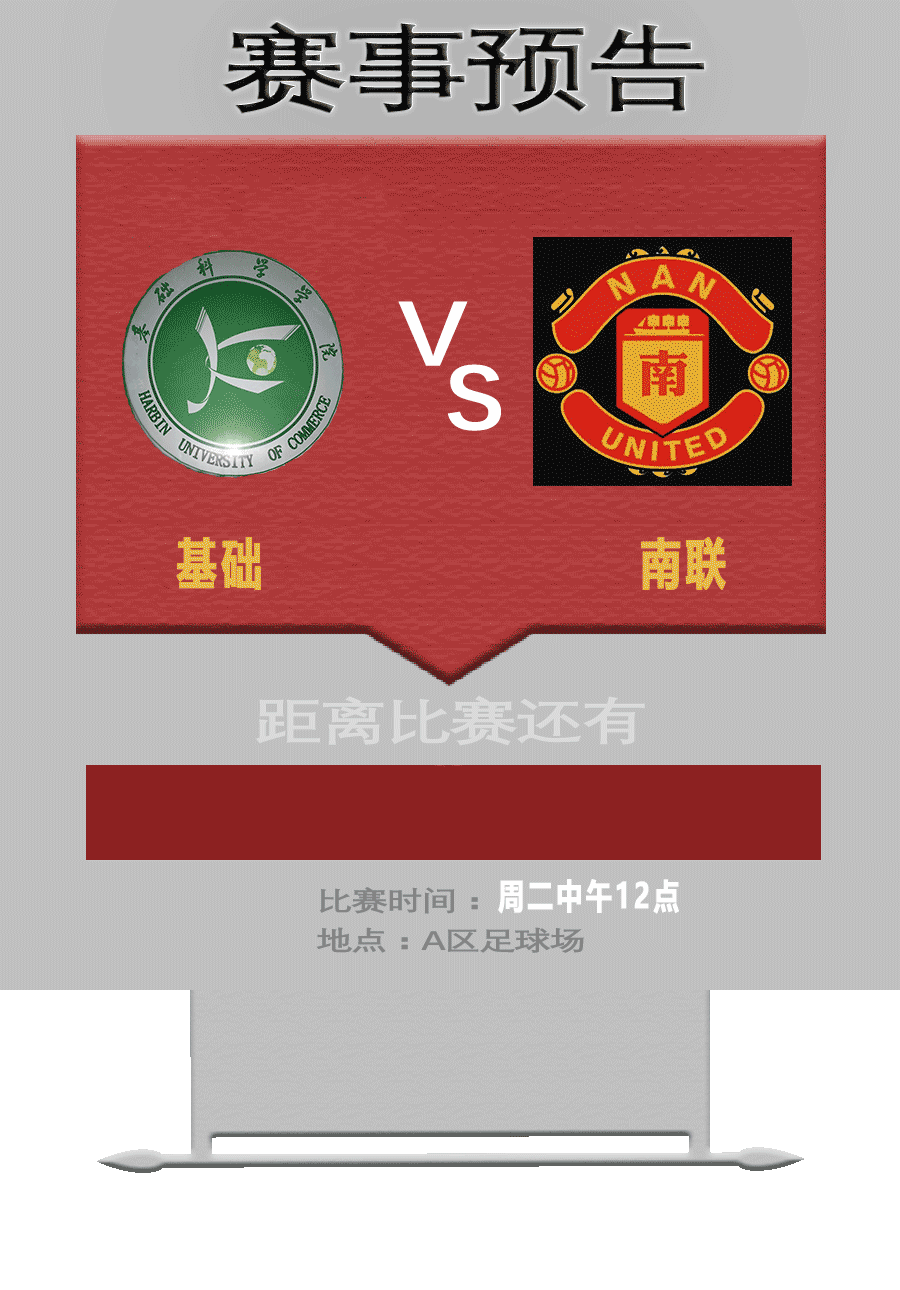 赛事预告
基础科学学院
HARBIN UNIVERSITY OF COMMERCE
V
S
NAN
南
UNITED
基础
南联
距离比赛还有
比赛时间：周二中午12点
地点：A区足球场